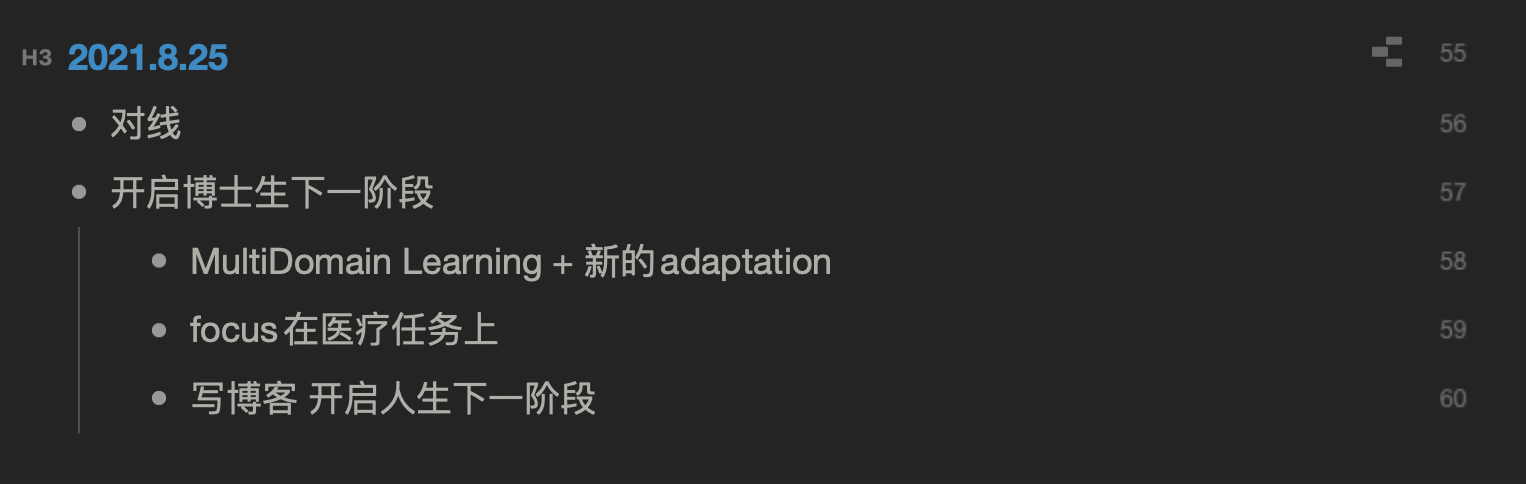 H3 2021.8.25 55
对线 56
开启博士生下一阶段 57
MultiDomain Learning + 新的adaptation 58
focus在医疗任务上 59
写博客 开启人生下一阶段 60